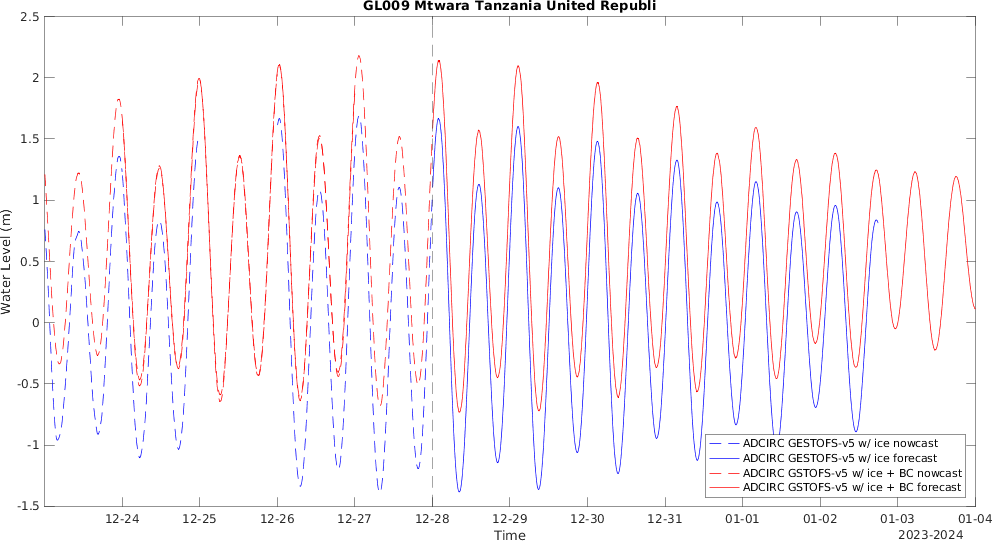 GL009 Mtwara Tanzania United Republi
2.5
2
1.5
1
0.5
0
-0.5
-1
-1.5
Water Level (m)
ADCIRC GESTOFS-v5 w/ ice nowcast
ADCIRC GESTOFS-v5 w/ ice forecast
ADCIRC GSTOFS-v5 w/ ice + BC nowcast
ADCIRC GSTOFS-v5 w/ ice + BC forecast
12-24 12-25 12-26 12-27 12-28 12-29 12-30 12-31 01-01 01-02 01-03 01-04
Time
2023-2024